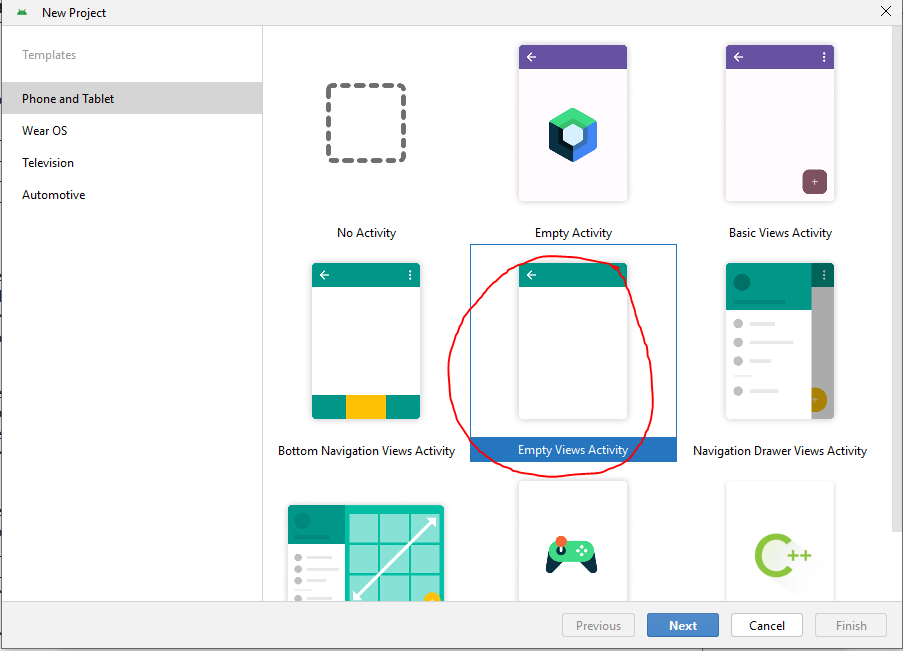 New Project
Templates
Phone and Tablet
Wear OS
Television
Automotive
No Activity
Empty Activity
Basic Views Activity
Bottom Navigation Views Activity
Empty Views Activity
Navigation Drawer Views Activity
C++
Previous
Next
Cancel
Finish